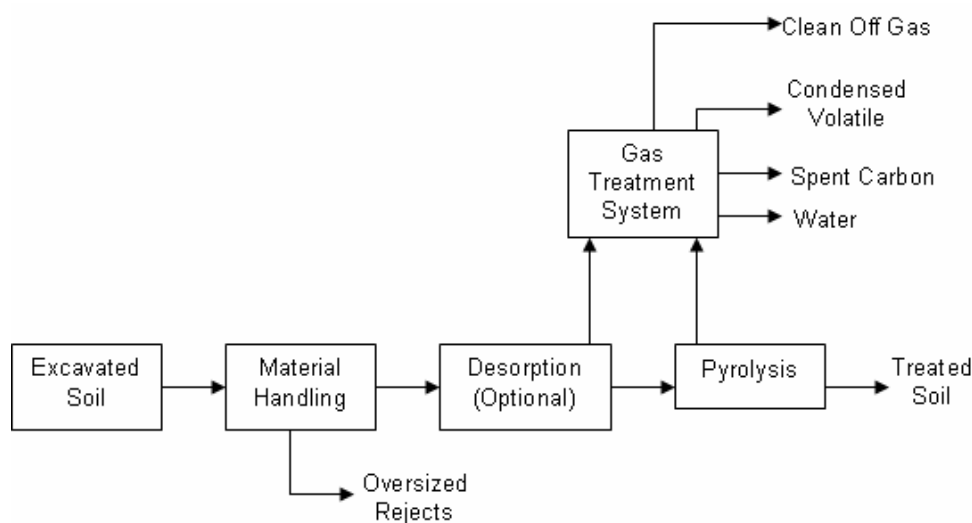 Clean Off Gas
Condensed
Volatile
Gas
Treatment
System
Spent Carbon
Water
Excavated
Soil
Material
Handling
Desorption
(Optional)
Pyrolysis
Treated
Soil
Oversized
Rejects